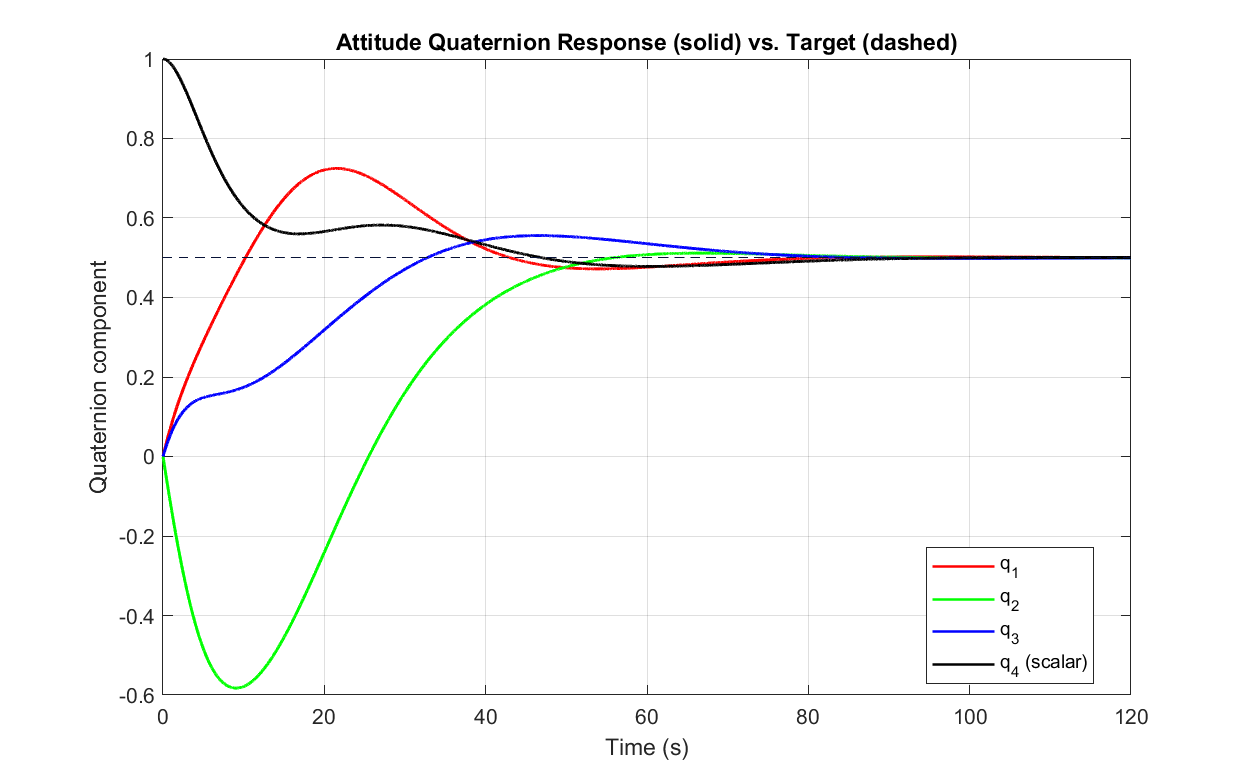 Attitude Quaternion Response (solid) vs. Target (dashed)
1
0.8
0.6
0.4
0.2
0
-0.2
-0.4
-0.6
Quaternion component
0 20 40 60 80 100 120
Time (s)
q1
q2
q3
q4 (scalar)